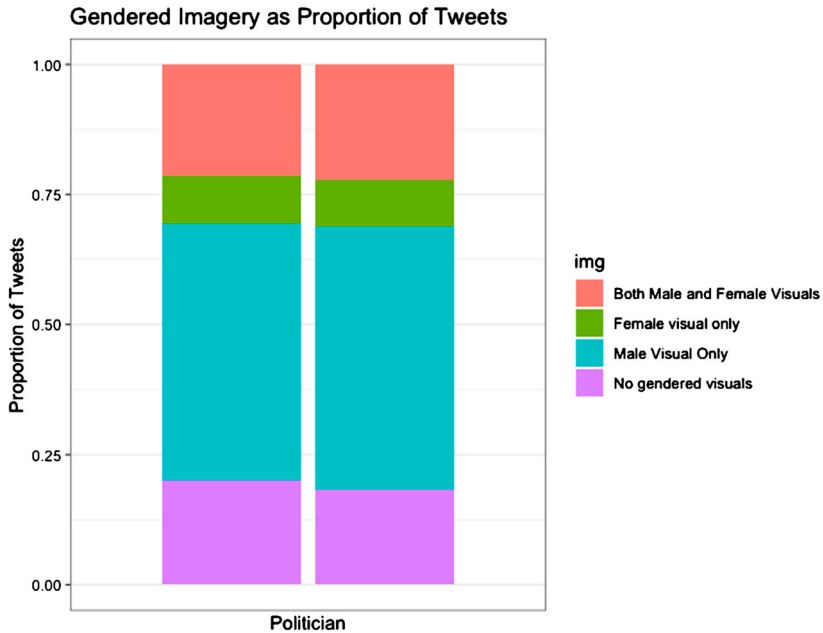 Gendered Imagery as Proportion of Tweets
1.00
0.75
0.50
0.25
0.00
Proportion of Tweets
Politician
img
Both Male and Female Visuals
Female visual only
Male Visual Only
No gendered visuals